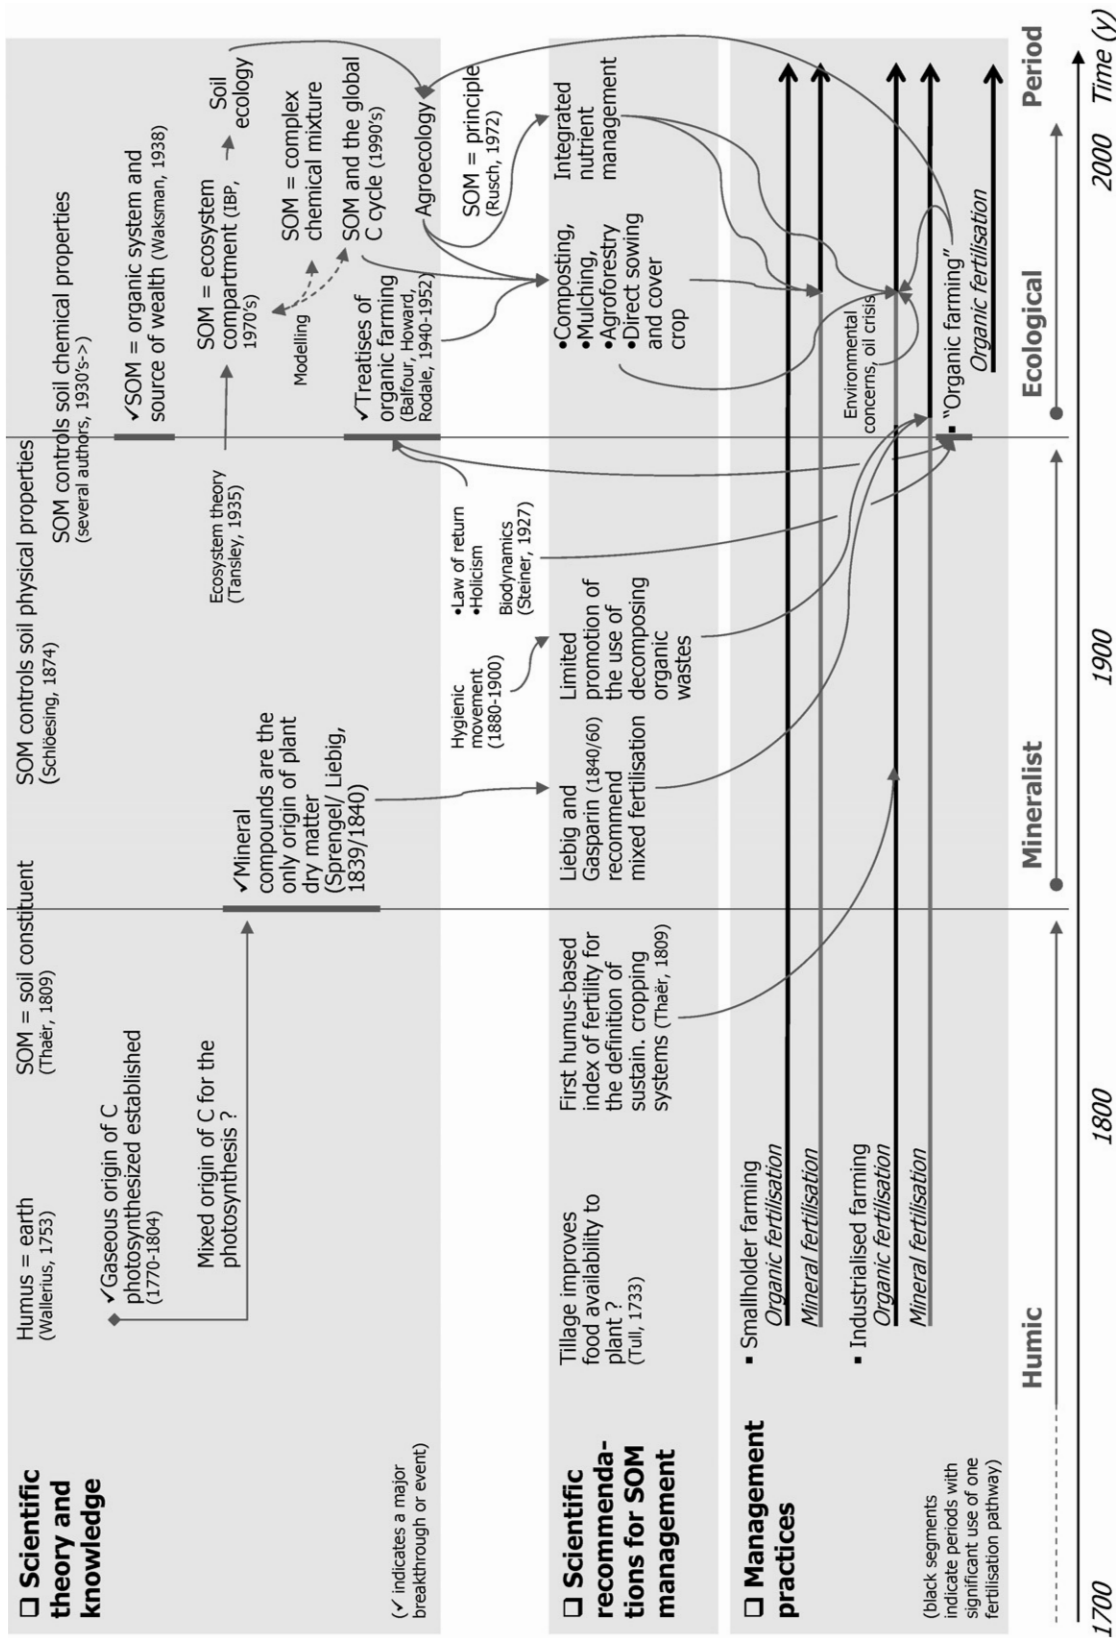 ❑ Scientific
theory and
knowledge
(✓ indicates a major
breakthrough or event)
Humus = earth
(Wallerius, 1753)
SOM = soil constituent
(Thaër, 1809)
SOM controls soil physical properties
(Schlöesing, 1874)
SOM controls soil chemical properties
(several authors, 1930's->)
✓Gaseous origin of C
photosynthesized established
(1770-1804)
Mixed origin of C for the
photosynthesis ?
✓Mineral
compounds are the
only origin of plant
dry matter
(Sprengel/ Liebig,
1839/1840)
✓SOM = organic system and
source of wealth (Waksman, 1938)
Ecosystem theory
(Tansley, 1935)
SOM = ecosystem
compartment (IBP,
1970's)
Soil
ecology
Modelling
SOM = complex
chemical mixture
SOM and the global
C cycle (1990's)
✓Treatises of
organic farming
(Balfour, Howard,
Rodale, 1940-1952)
Agroecology
•Law of return
•Holicism
Biodynamics
(Steiner, 1927)
Hygienic
movement
(1880-1900)
SOM = principle
(Rusch, 1972)
❑ Scientific
recommenda-
tions for SOM
management
Tillage improves
food availability to
plant ?
(Tull, 1733)
First humus-based
index of fertility for
the definition of
sustain. cropping
systems (Thaër, 1809)
Liebig and
Gasparin (1840/60)
recommend
mixed fertilisation
Limited
promotion of
the use of
decomposing
organic
wastes
•Composting,
•Mulching,
•Agroforestry
•Direct sowing
and cover
crop
Integrated
nutrient
management
❑ Management
practices
(black segments
indicate periods with
significant use of one
fertilisation pathway)
▪ Smallholder farming
Organic fertilisation
Mineral fertilisation
▪ Industrialised farming
Organic fertilisation
Mineral fertilisation
Environmental
concerns, oil crisis
▪ "Organic farming"
Organic fertilisation
Humic
Mineralist
Ecological
Period
1700
1800
1900
2000
Time (y)